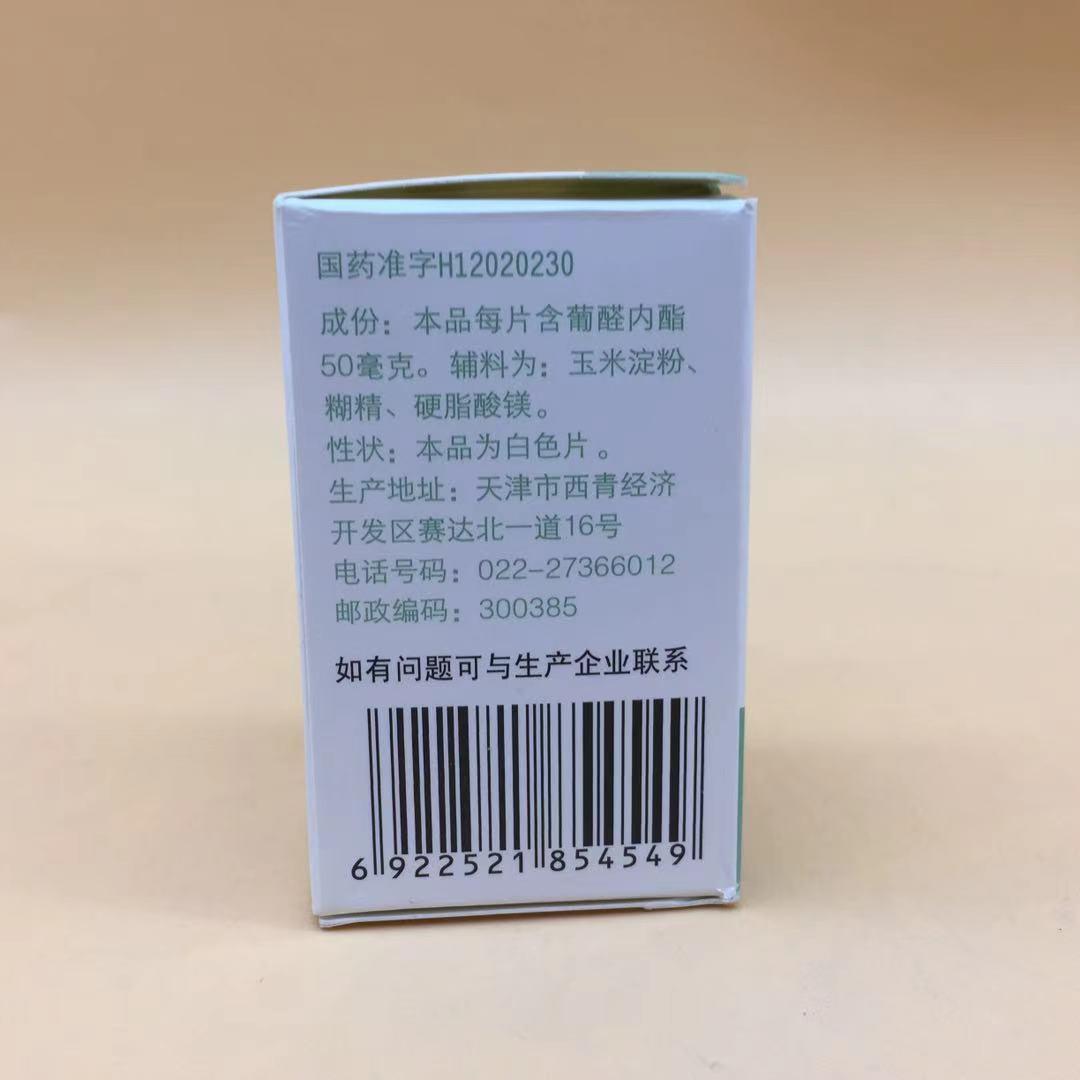 国药准字H12020230
成份：本品每片含葡醛内酯
50毫克。辅料为：玉米淀粉、
糊精、硬脂酸镁。
性状：本品为白色片。
生产地址：天津市西青经济
开发区赛达北一道16号
电话号码：022-27366012
邮政编码：300385
如有问题可与生产企业联系
6 922521 854549